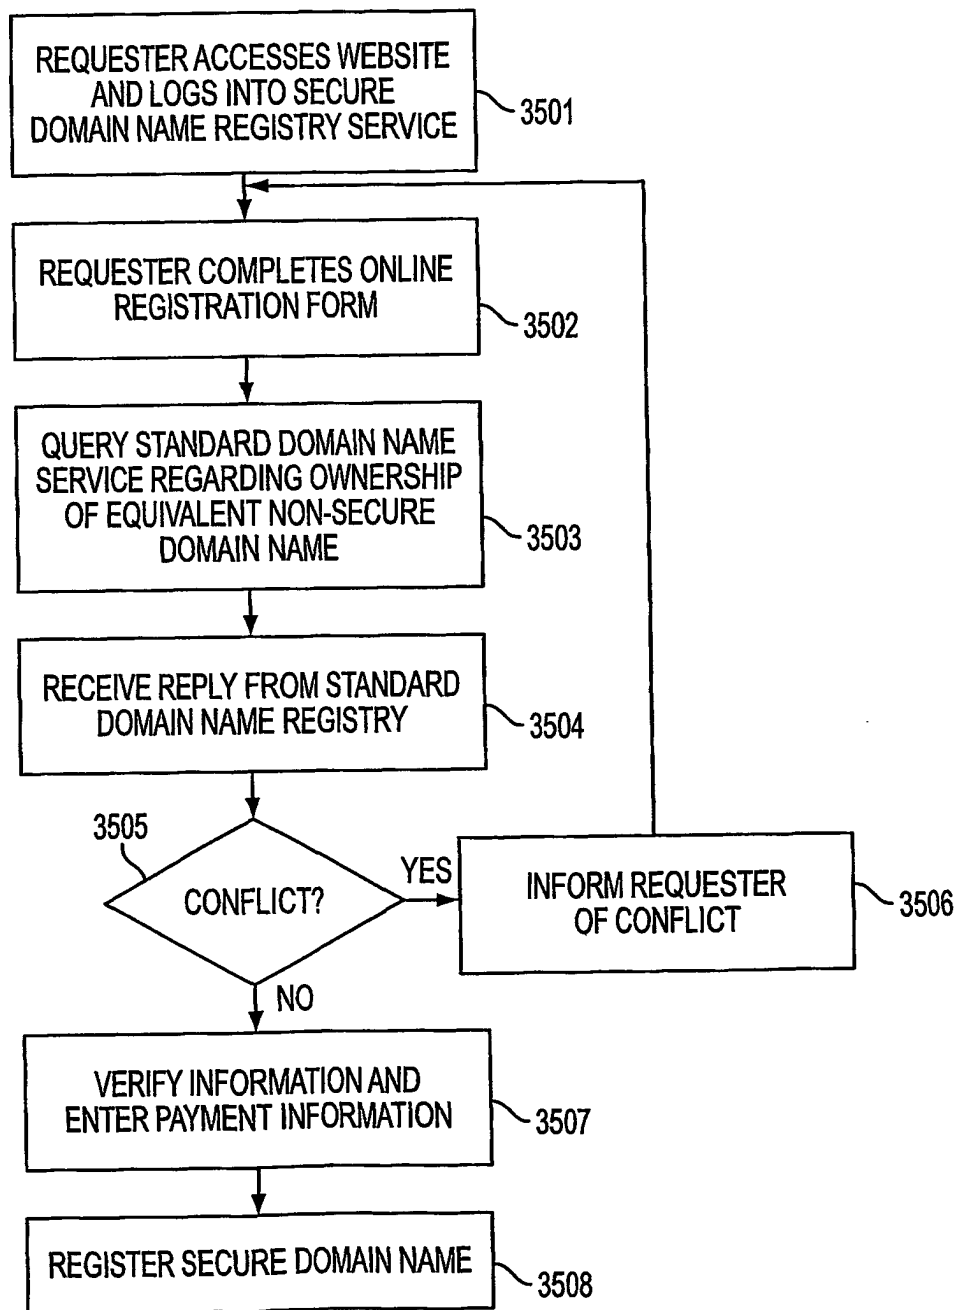 REQUESTER ACCESSES WEBSITE
AND LOGS INTO SECURE
DOMAIN NAME REGISTRY SERVICE
3501
REQUESTER COMPLETES ONLINE
REGISTRATION FORM
3502
QUERY STANDARD DOMAIN NAME
SERVICE REGARDING OWNERSHIP
OF EQUIVALENT NON-SECURE
DOMAIN NAME
3503
RECEIVE REPLY FROM STANDARD
DOMAIN NAME REGISTRY
3504
3505
CONFLICT?
YES
INFORM REQUESTER
OF CONFLICT
3506
NO
VERIFY INFORMATION AND
ENTER PAYMENT INFORMATION
3507
REGISTER SECURE DOMAIN NAME
3508